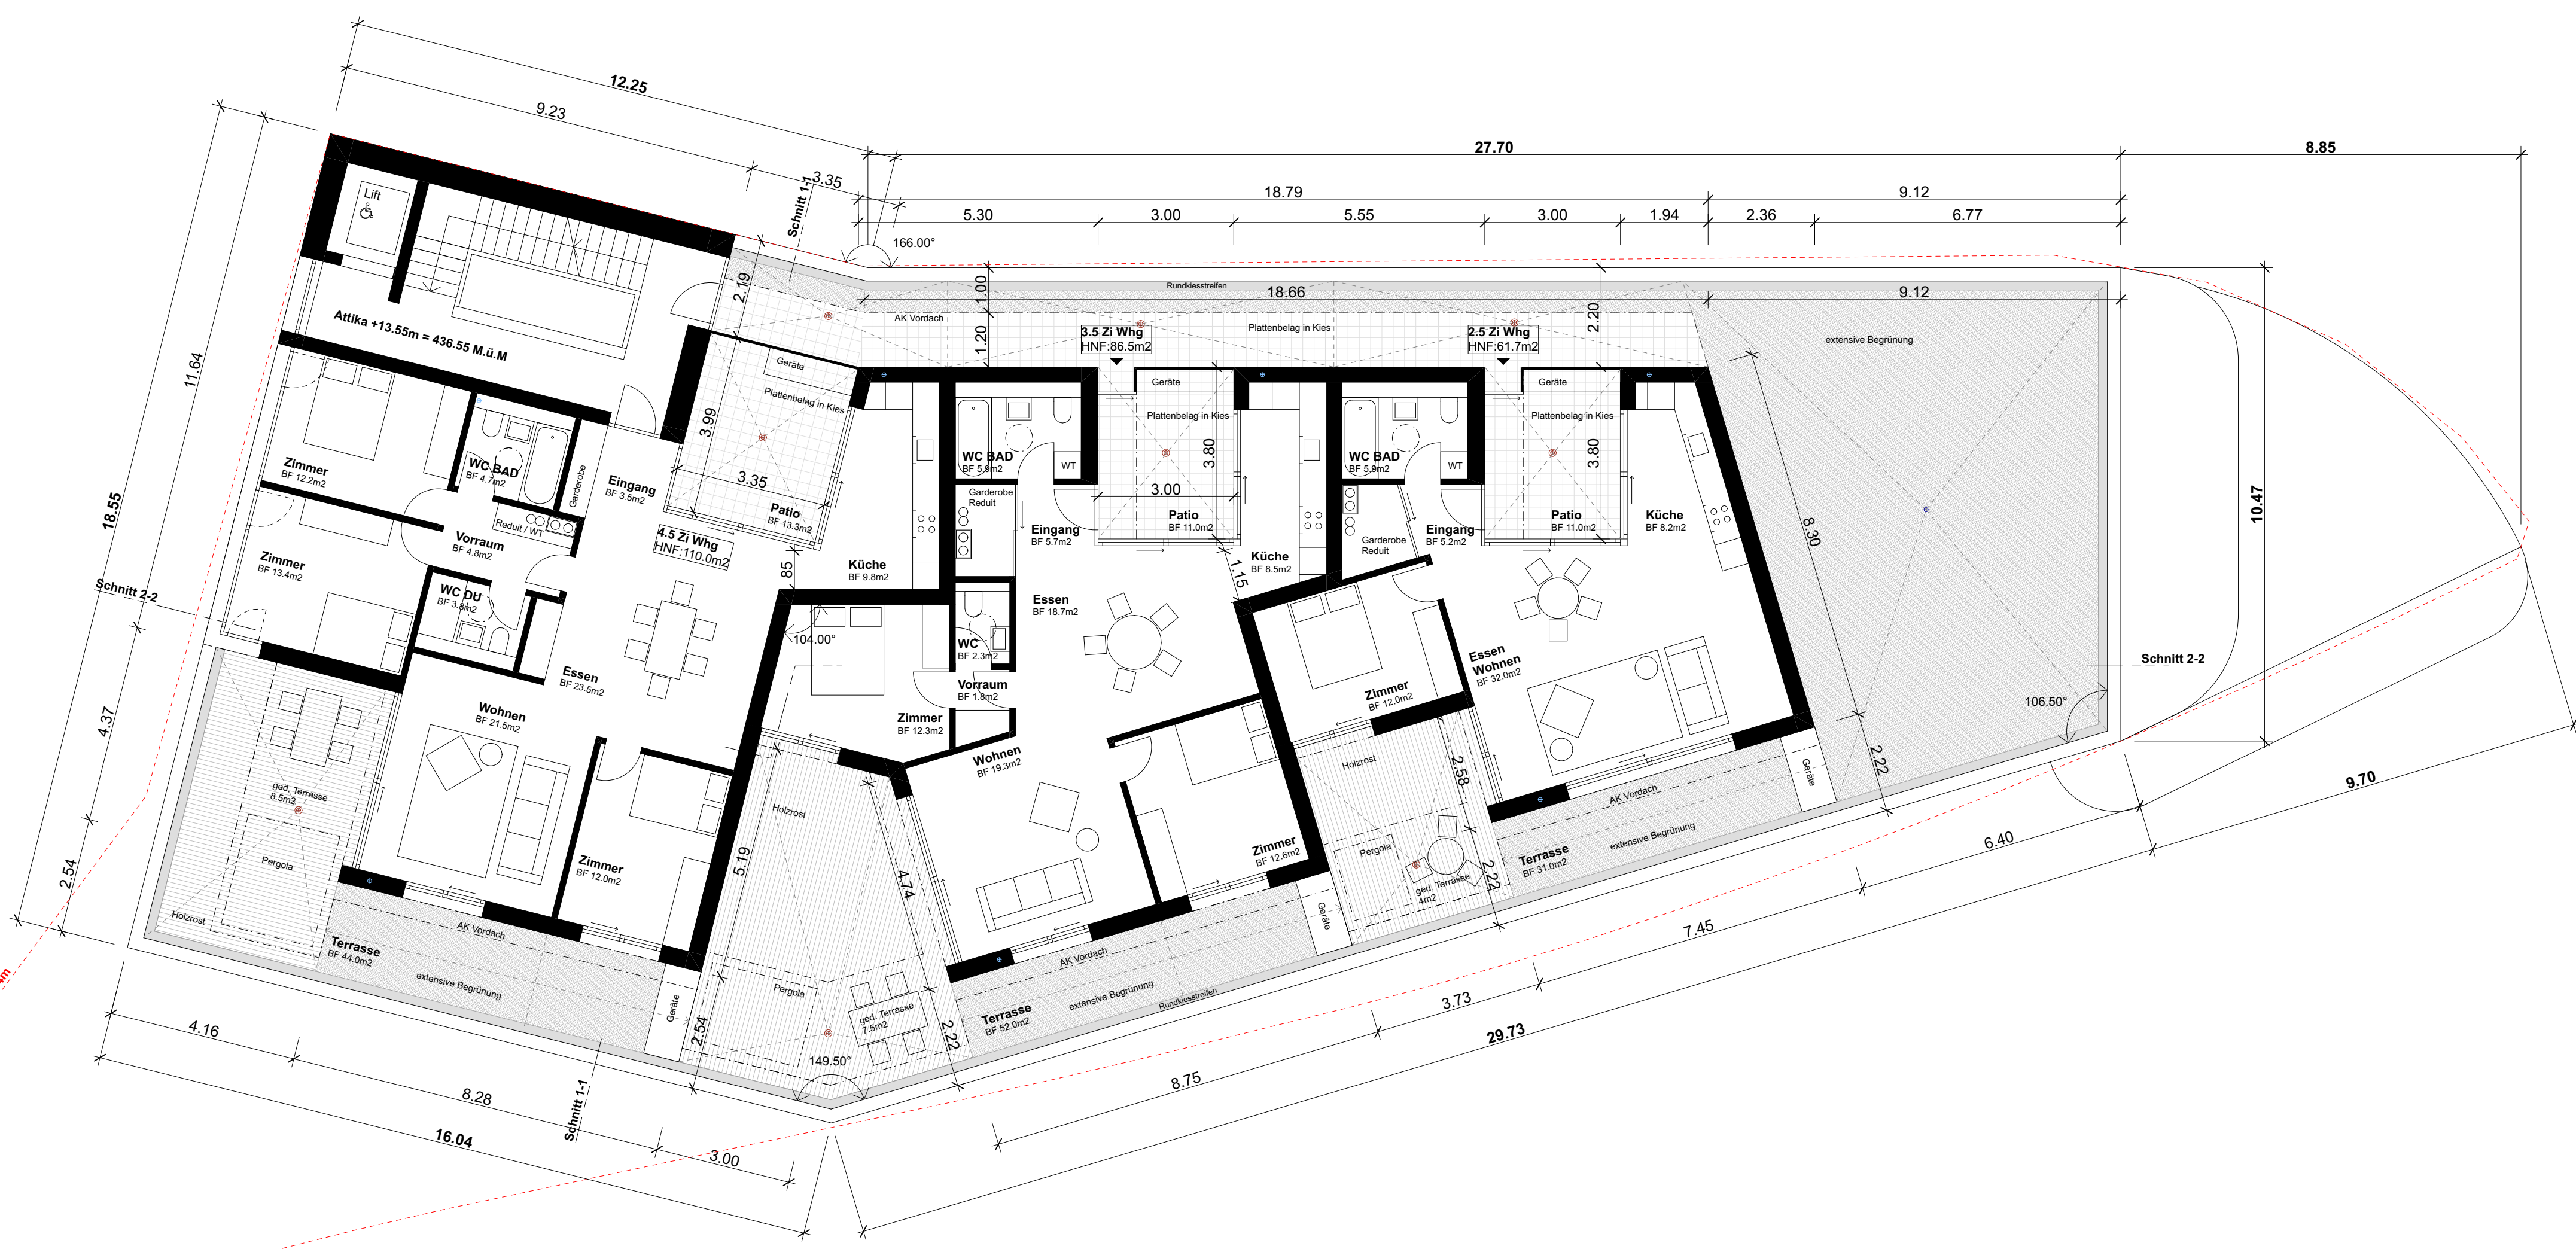 12.25
9.23
3.35
27.70
8.85
18.79
9.12
5.30
3.00
5.55
3.00
1.94
2.36
6.77
166.00°
Schnitt 1-1
Lift
Attika +13.55m = 436.55 M.ü.M
2.19
1.00
1.20
Rundkiesstreifen
18.66
9.12
AK Vordach
Plattenbelag in Kies
2.20
extensive Begrünung
3.5 Zi Whg
HNF:86.5m2
2.5 Zi Whg
HNF:61.7m2
Geräte
Plattenbelag in Kies
3.99
3.35
Patio
BF 13.3m2
Geräte
Plattenbelag in Kies
3.80
3.00
Patio
BF 11.0m2
Geräte
Plattenbelag in Kies
3.80
Patio
BF 11.0m2
11.64
18.55
4.37
2.54
Zimmer
BF 12.2m2
WC BAD
BF 4.7m2
Garderobe
Eingang
BF 3.5m2
Reduit / WT
Vorraum
BF 4.8m2
4.5 Zi Whg
HNF:110.0m2
Zimmer
BF 13.4m2
WC DU
BF 3.8m2
Schnitt 2-2
Essen
BF 23.5m2
Wohnen
BF 21.5m2
Zimmer
BF 12.0m2
ged. Terrasse
8.5m2
Pergola
Holzrost
Terrasse
BF 44.0m2
AK Vordach
extensive Begrünung
Geräte
85
104.00°
Küche
BF 9.8m2
WC BAD
BF 5.9m2
WT
Garderobe
Reduit
Eingang
BF 5.7m2
Essen
BF 18.7m2
WC
BF 2.3m2
Vorraum
BF 1.8m2
Zimmer
BF 12.3m2
Wohnen
BF 19.3m2
Zimmer
BF 12.6m2
Holzrost
5.19
4.74
2.54
2.22
Pergola
ged. Terrasse
7.5m2
149.50°
Terrasse
BF 52.0m2
AK Vordach
extensive Begrünung
Rundkiesstreifen
Geräte
Küche
BF 8.5m2
1.15
WC BAD
BF 5.9m2
WT
Garderobe
Reduit
Eingang
BF 5.2m2
Küche
BF 8.2m2
Essen
Wohnen
BF 32.0m2
Zimmer
BF 12.0m2
Holzrost
2.58
2.22
Pergola
ged. Terrasse
4m2
Terrasse
BF 31.0m2
AK Vordach
extensive Begrünung
Geräte
8.30
2.22
10.47
Schnitt 2-2
106.50°
9.70
6.40
7.45
3.73
29.73
8.75
4.16
8.28
16.04
3.00
Schnitt 1-1